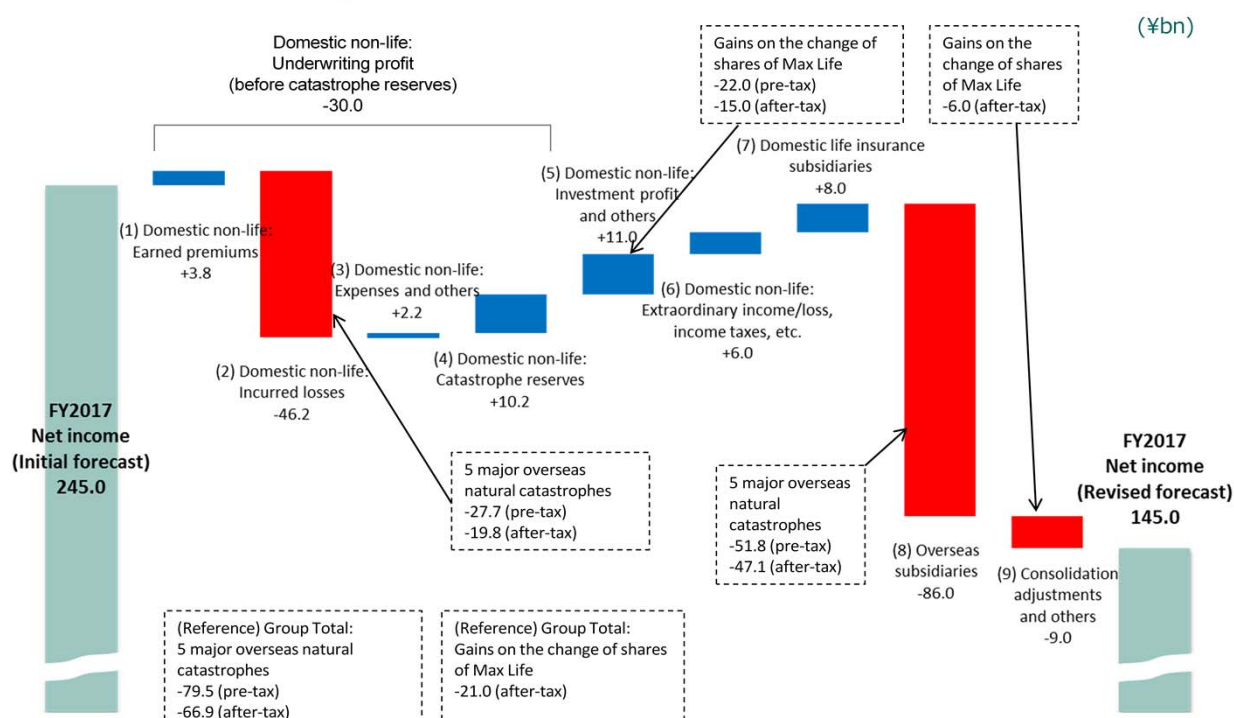 (¥bn)
Domestic non-life:
Underwriting profit
(before catastrophe reserves)
-30.0
Gains on the change of
shares of Max Life
-22.0 (pre-tax)
-15.0 (after-tax)
Gains on the
change of shares
of Max Life
-6.0 (after-tax)
FY2017
Net income
(Initial forecast)
245.0
(1) Domestic non-life:
Earned premiums
+3.8
(2) Domestic non-life:
Incurred losses
-46.2
(3) Domestic non-life:
Expenses and others
+2.2
(4) Domestic non-life:
Catastrophe reserves
+10.2
(5) Domestic non-life:
Investment profit
and others
+11.0
(6) Domestic non-life:
Extraordinary income/loss,
income taxes, etc.
+6.0
(7) Domestic life insurance
subsidiaries
+8.0
(8) Overseas
subsidiaries
-86.0
(9) Consolidation
adjustments
and others
-9.0
FY2017
Net income
(Revised forecast)
145.0
5 major overseas
natural catastrophes
-27.7 (pre-tax)
-19.8 (after-tax)
5 major overseas
natural
catastrophes
-51.8 (pre-tax)
-47.1 (after-tax)
(Reference) Group Total:
5 major overseas natural
catastrophes
-79.5 (pre-tax)
-66.9 (after-tax)
(Reference) Group Total:
Gains on the change of shares
of Max Life
-21.0 (after-tax)